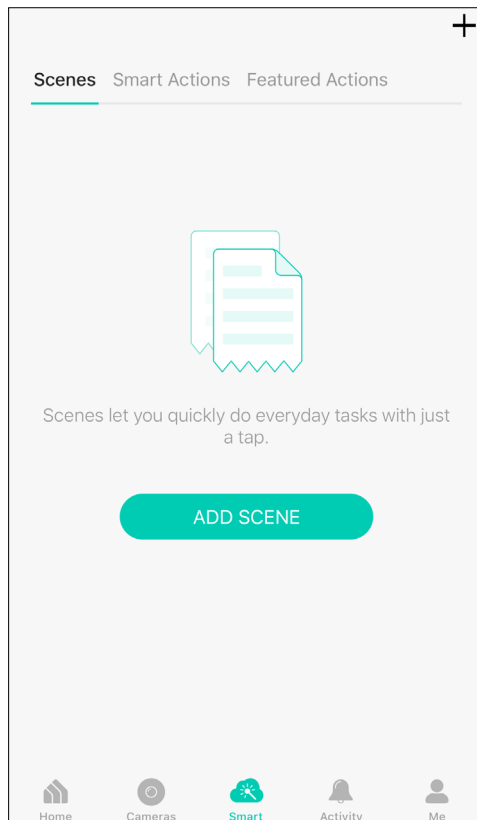 Scenes Smart Actions Featured Actions
Scenes let you quickly do everyday tasks with just
a tap.
ADD SCENE
Home Cameras Smart Activity Me